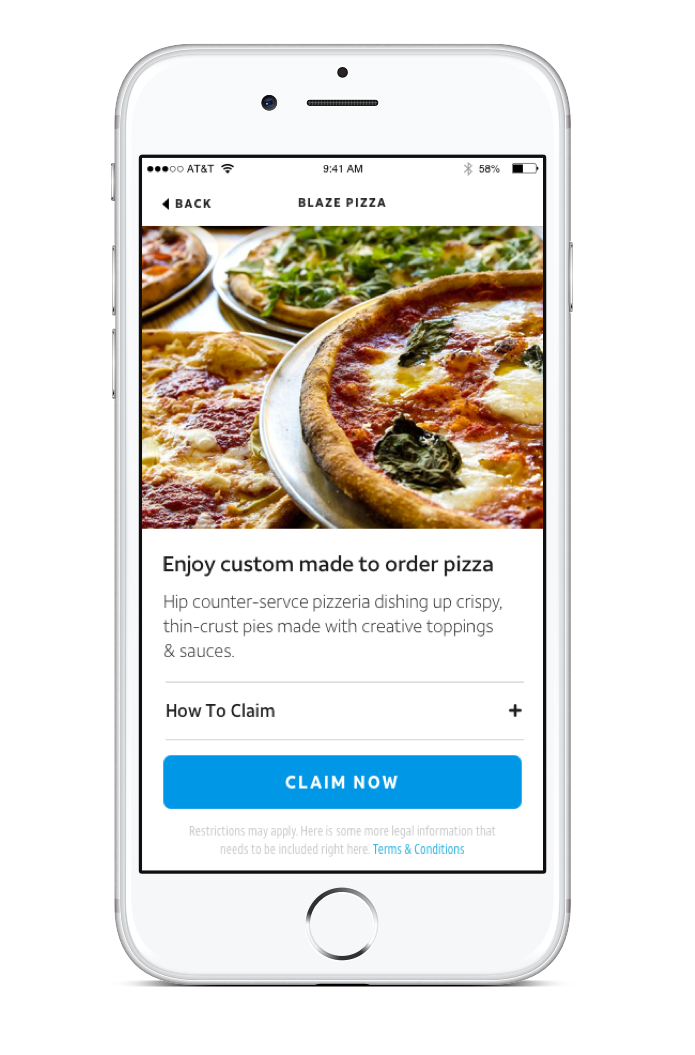 AT&T 9:41 AM 58%
BACK BLAZE PIZZA
Enjoy custom made to order pizza
Hip counter-servce pizzeria dishing up crispy,
thin-crust pies made with creative toppings
& sauces.
How To Claim +
CLAIM NOW
Restrictions may apply. Here is some more legal information that
needs to be included right here. Terms & Conditions